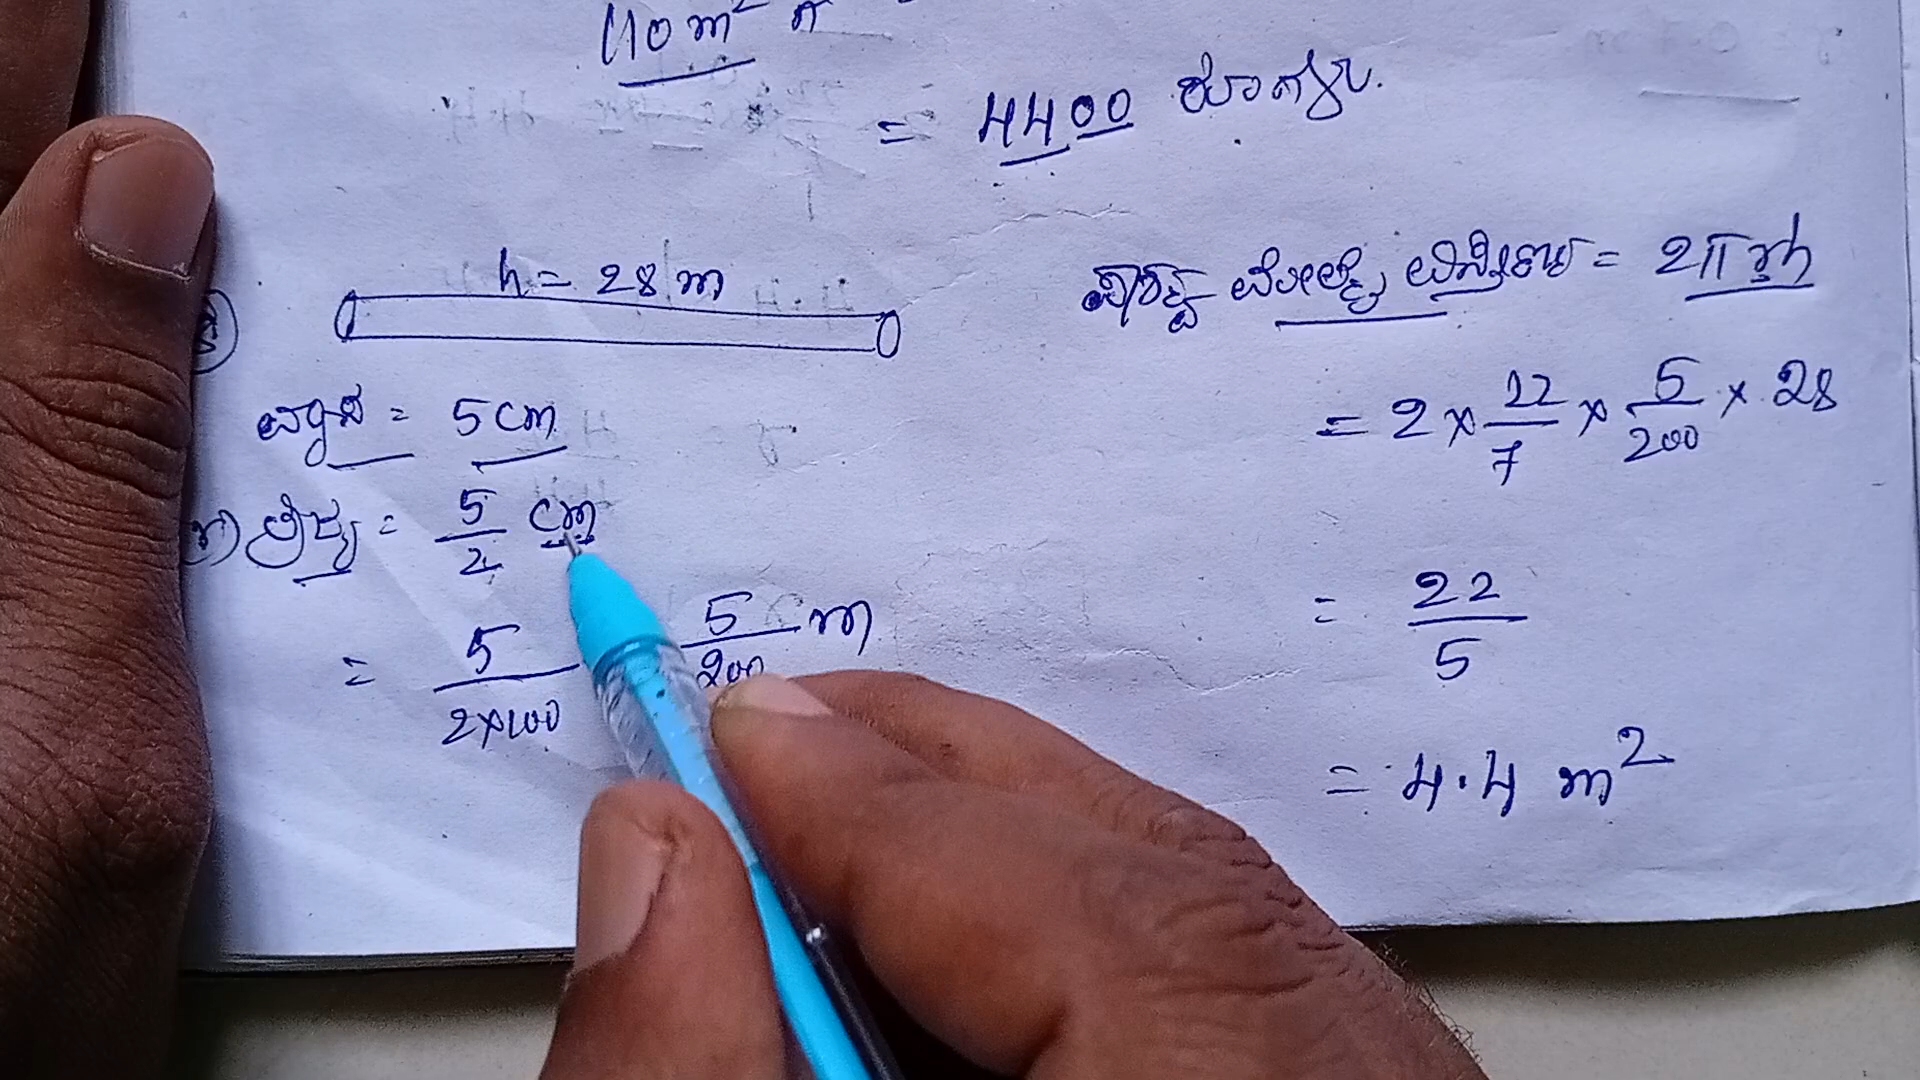 110 m²
= 4400 ರೂಗಳು.
h = 28 m
ವ್ಯಾಸ = 5 cm
ತ್ರಿಜ್ಯ = 5/2 cm
= 5/2×100 5/200 m
ಪಾರ್ಶ್ವ ಮೇಲ್ಮೈ ವಿಸ್ತೀರ್ಣ = 2πrh
= 2 × 22/7 × 5/200 × 28
= 22/5
= 4.4 m²